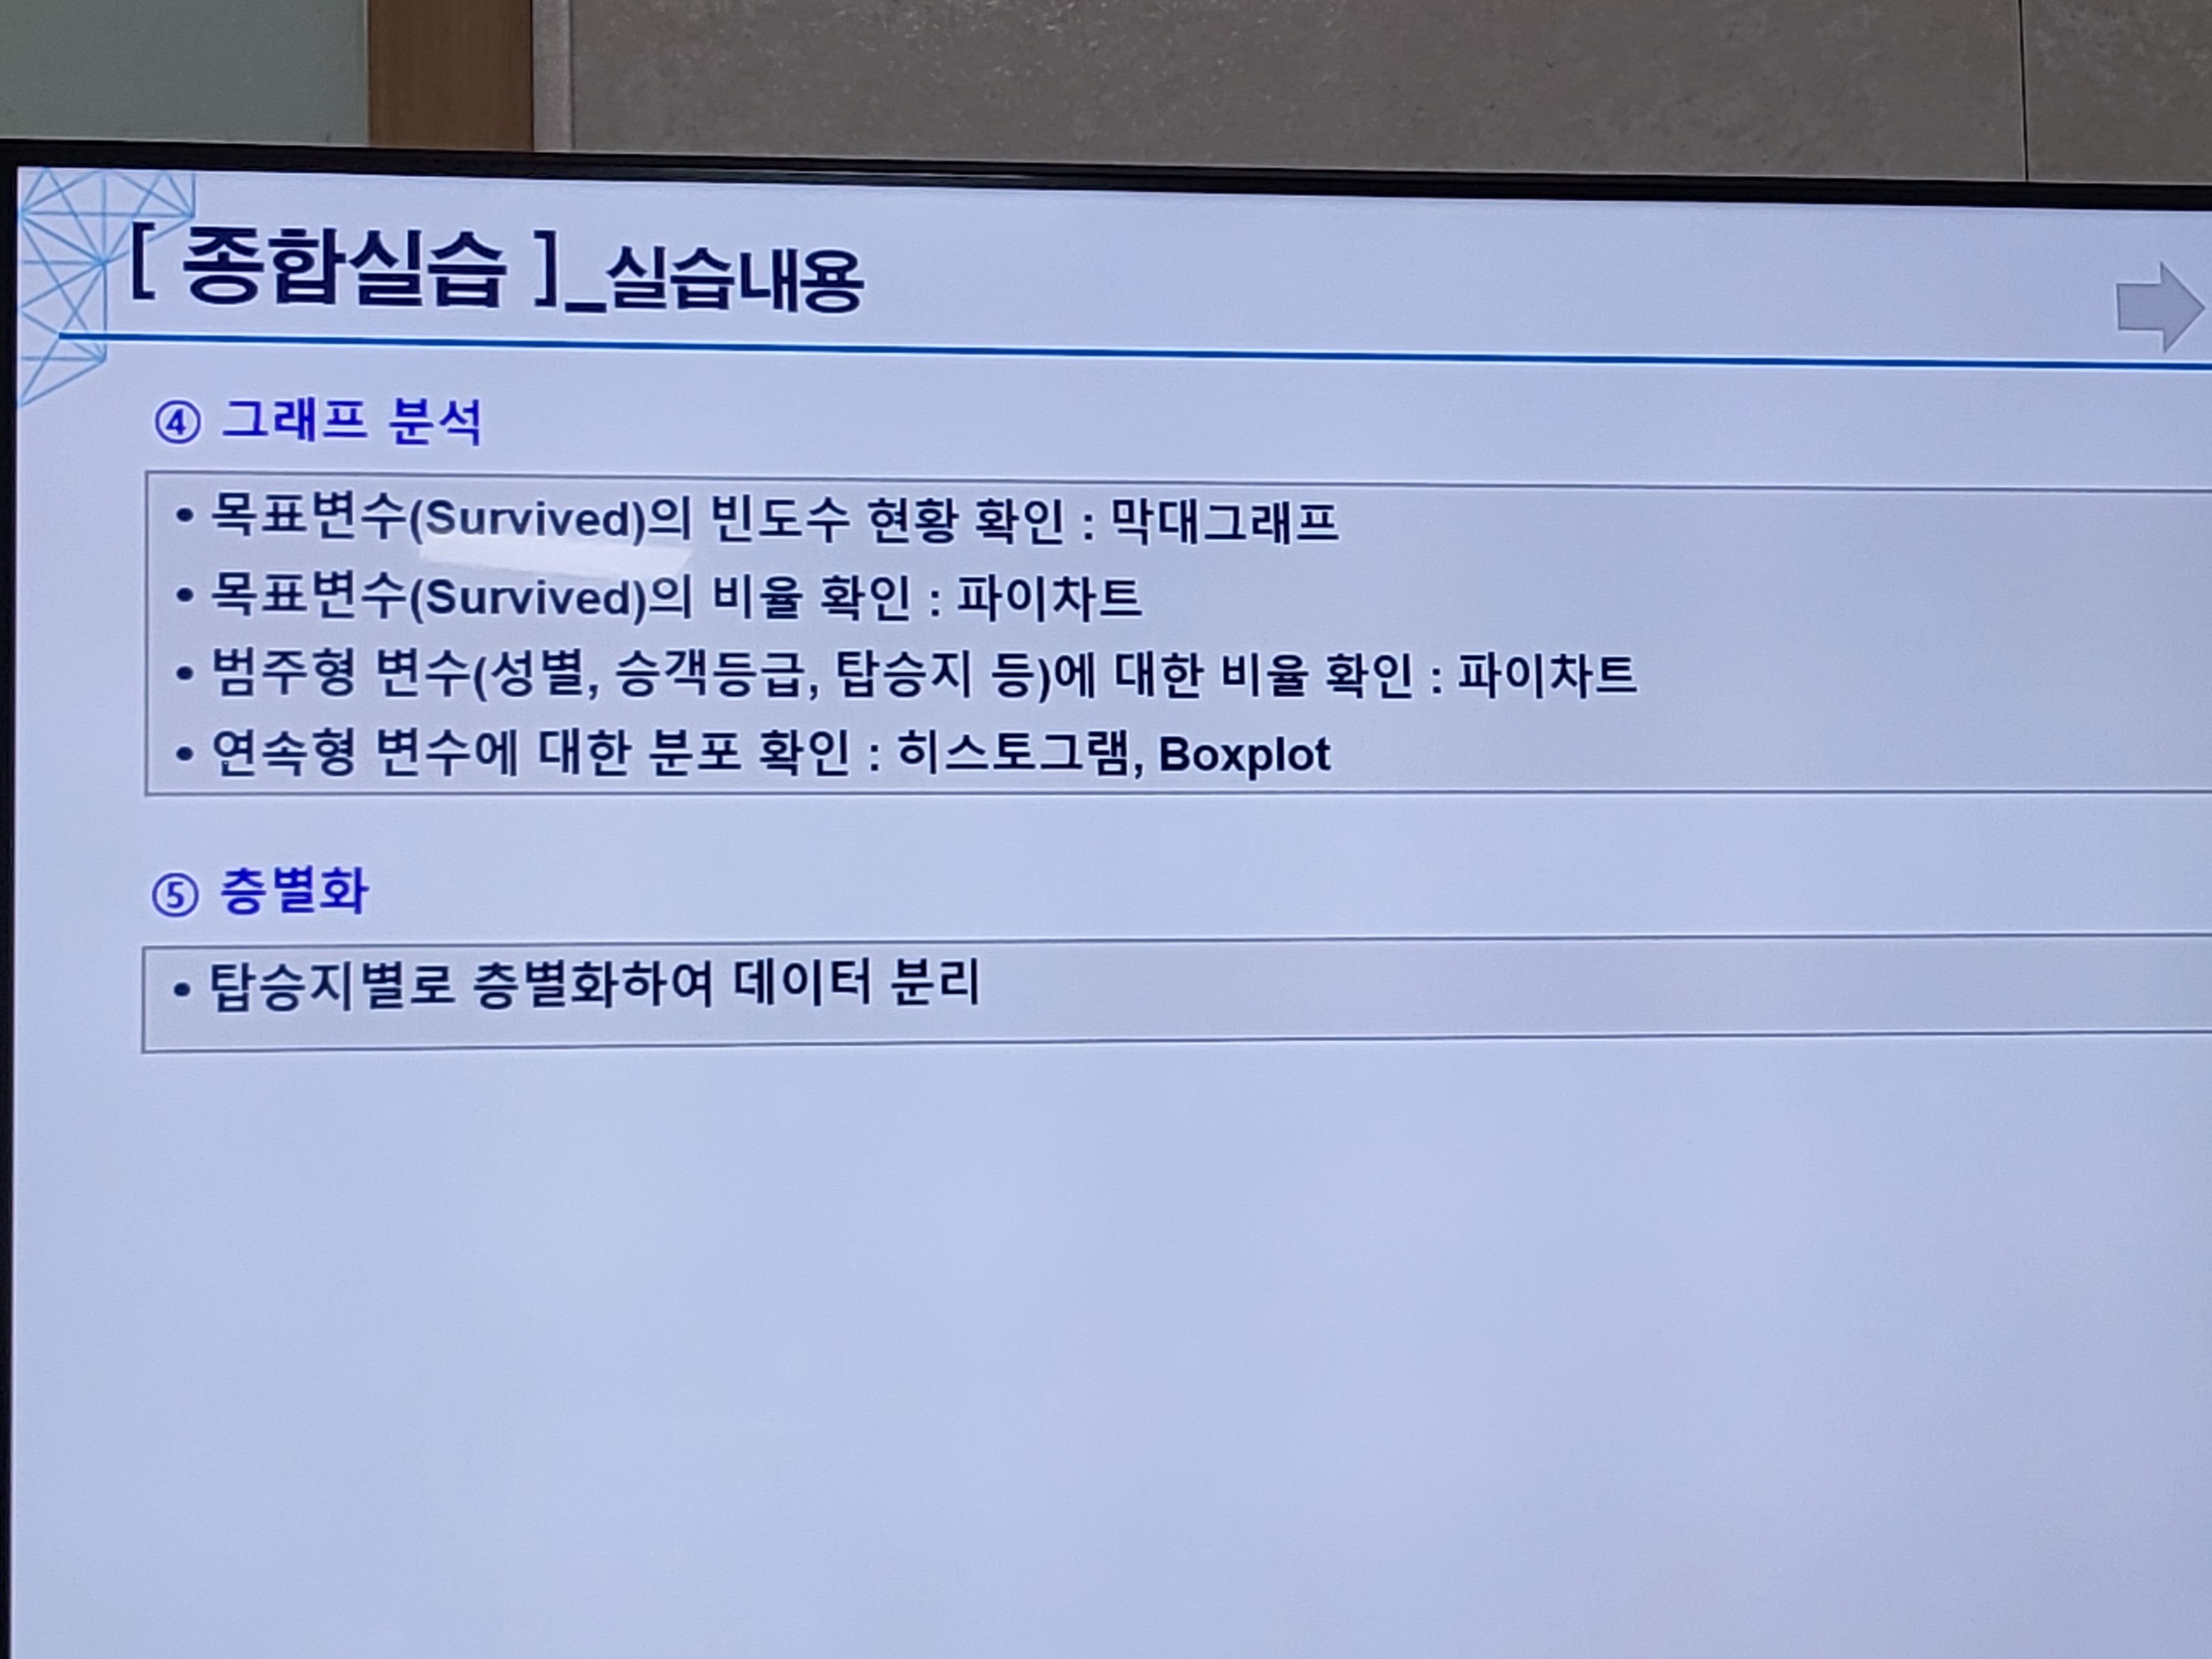 [ 종합실습 ]_실습내용
④ 그래프 분석
• 목표변수(Survived)의 빈도수 현황 확인 : 막대그래프
• 목표변수(Survived)의 비율 확인 : 파이차트
• 범주형 변수(성별, 승객등급, 탑승지 등)에 대한 비율 확인 : 파이차트
• 연속형 변수에 대한 분포 확인 : 히스토그램, Boxplot
⑤ 층별화
• 탑승지별로 층별화하여 데이터 분리